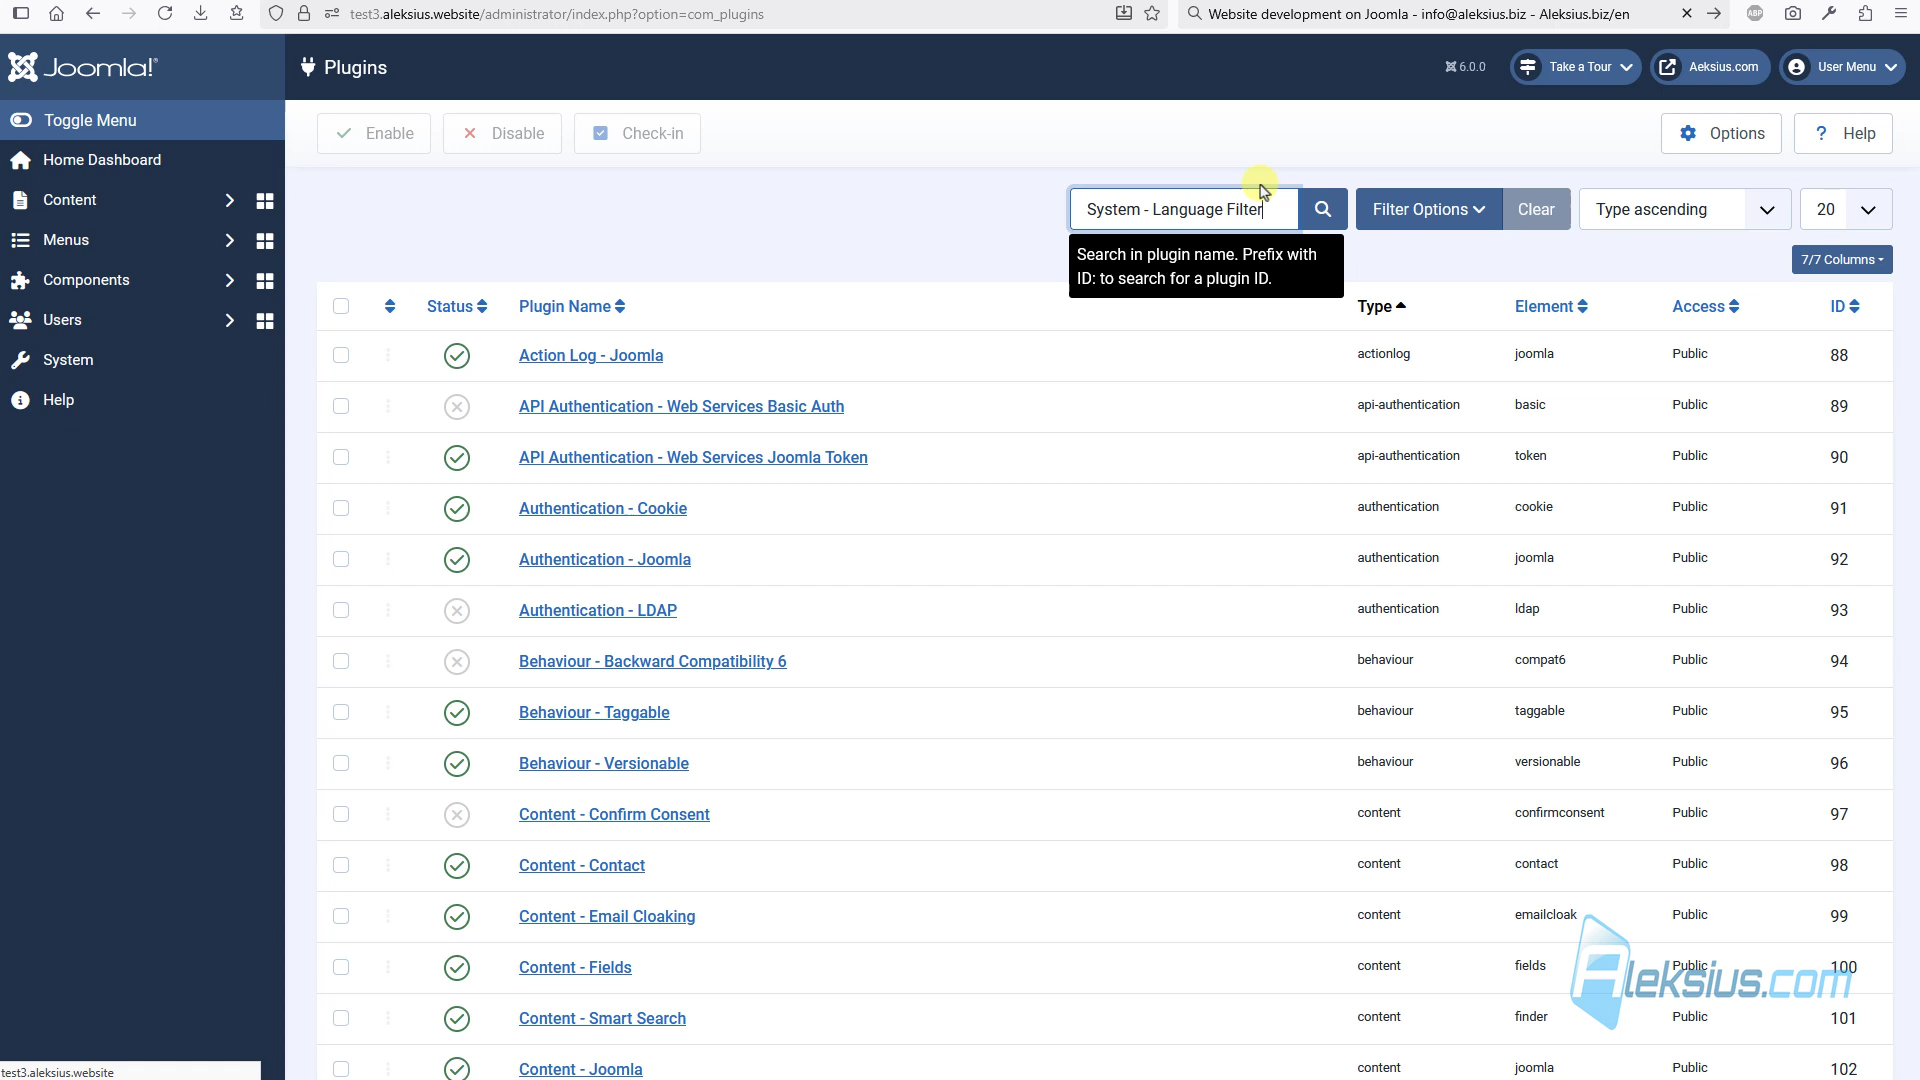 test3.aleksius.website/administrator/index.php?option=com_plugins
Website development on Joomla - info@aleksius.biz - Aleksius.biz/en
ABP
Joomla!
Plugins
6.0.0
Take a Tour
Aeksius.com
User Menu
Toggle Menu
Home Dashboard
Content
Menus
Components
Users
System
Help
Enable
Disable
Check-in
Options
? Help
System - Language Filter
Filter Options
Clear
Type ascending
20
Search in plugin name. Prefix with
ID: to search for a plugin ID.
7/7 Columns
Status Plugin Name Type Element Access ID
Action Log - Joomla actionlog joomla Public 88
API Authentication - Web Services Basic Auth api-authentication basic Public 89
API Authentication - Web Services Joomla Token api-authentication token Public 90
Authentication - Cookie authentication cookie Public 91
Authentication - Joomla authentication joomla Public 92
Authentication - LDAP authentication ldap Public 93
Behaviour - Backward Compatibility 6 behaviour compat6 Public 94
Behaviour - Taggable behaviour taggable Public 95
Behaviour - Versionable behaviour versionable Public 96
Content - Confirm Consent content confirmconsent Public 97
Content - Contact content contact Public 98
Content - Email Cloaking content emailcloak Public 99
Content - Fields content fields Public 100
Aleksius.com
Content - Smart Search content finder Public 101
Content - Joomla content joomla Public 102
test3.aleksius.website